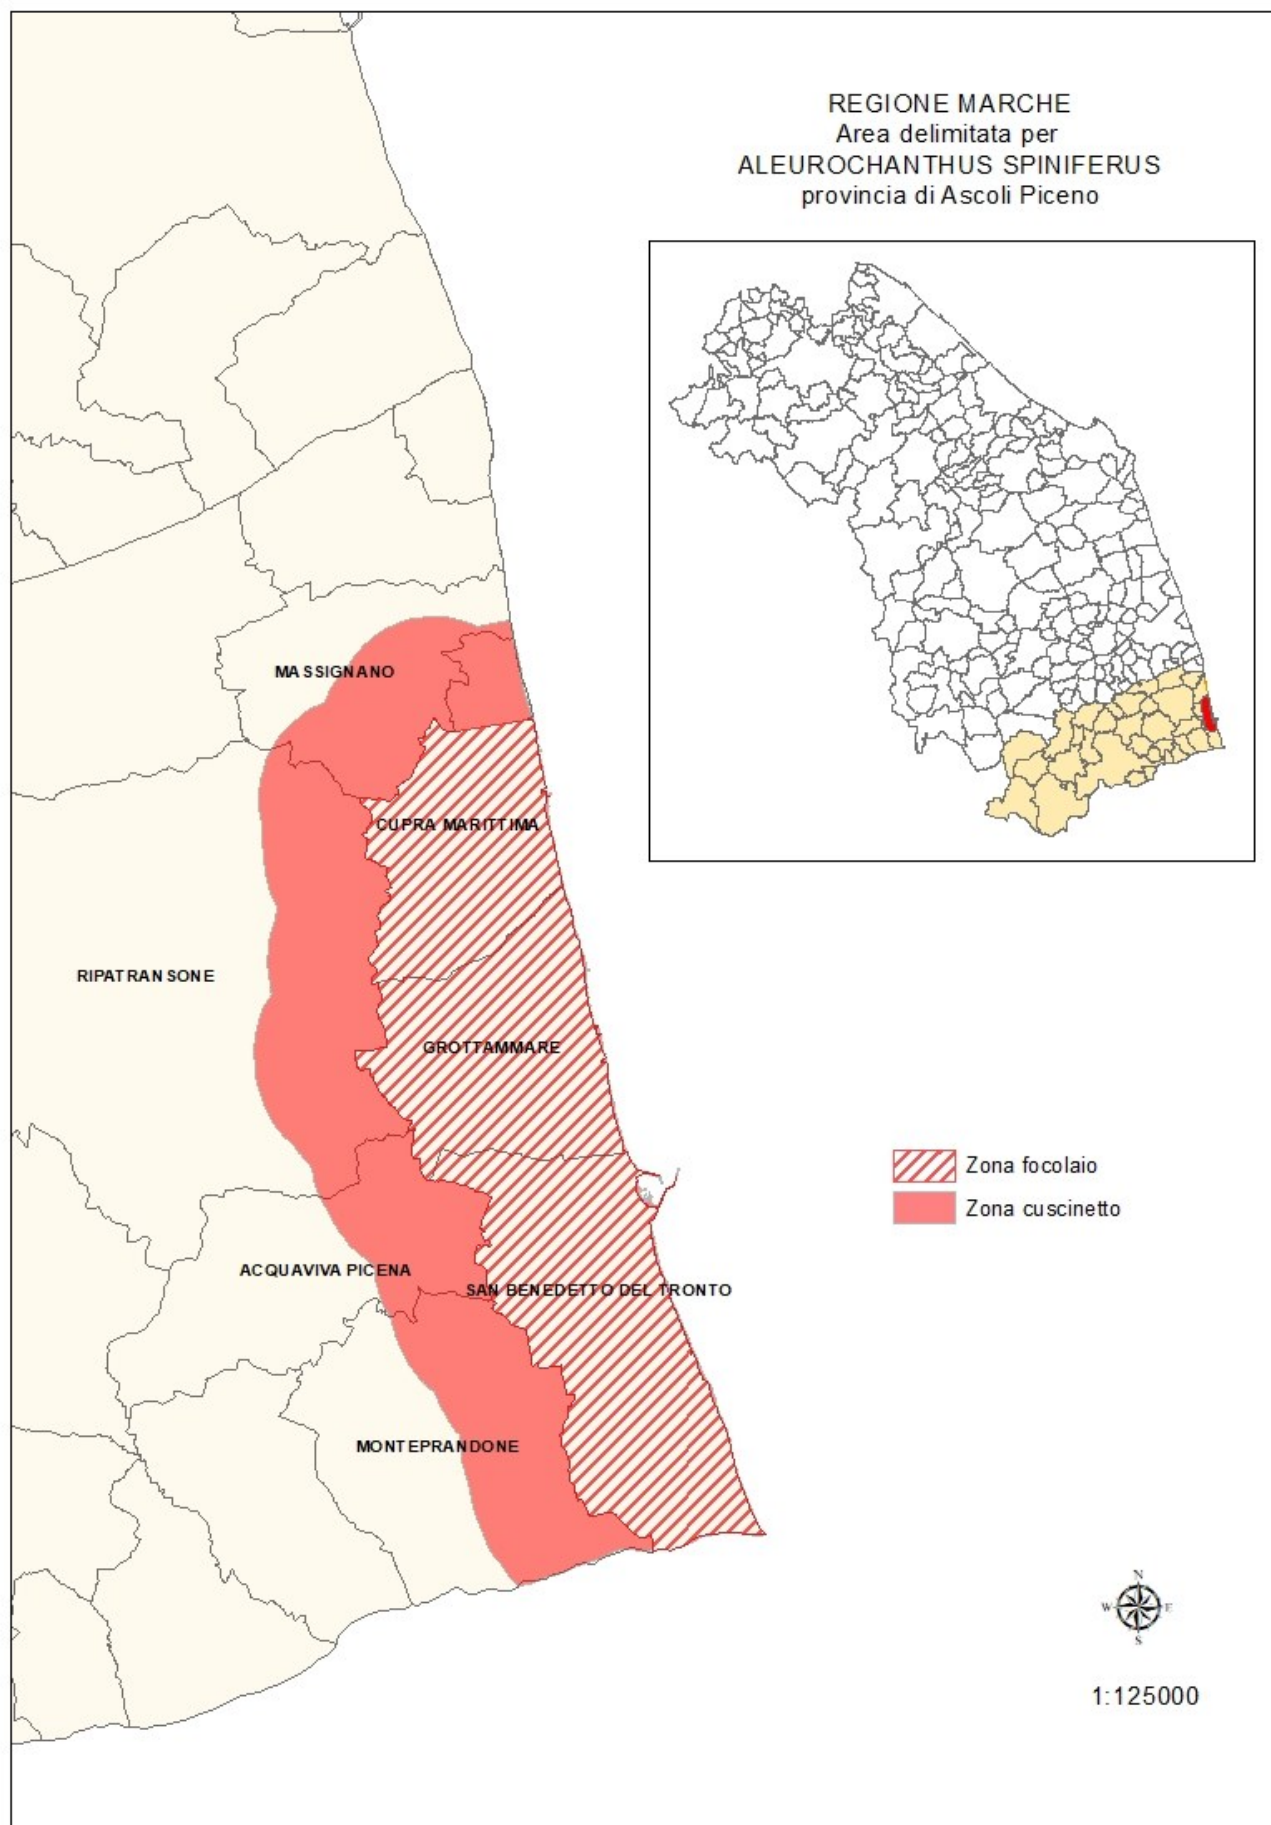 REGIONE MARCHE
Area delimitata per
ALEUROCHANTHUS SPINIFERUS
provincia di Ascoli Piceno
MASSIGNANO
CUPRA MARITTIMA
RIPATRANSONE
GROTTAMMARE
Zona focolaio
Zona cuscinetto
ACQUAVIVA PICENA
SAN BENEDETTO DEL TRONTO
MONTEPRANDONE
N
W E
S
1:125000